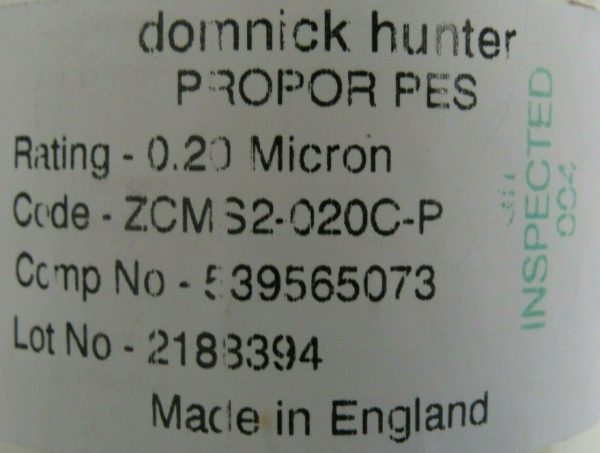 domnick hunter
PROPOR PES
Rating - 0.20 Micron
Code - ZCMS2-020C-P
Comp No - 539565073
Lot No - 2183394
Made in England
INSPECTED
004